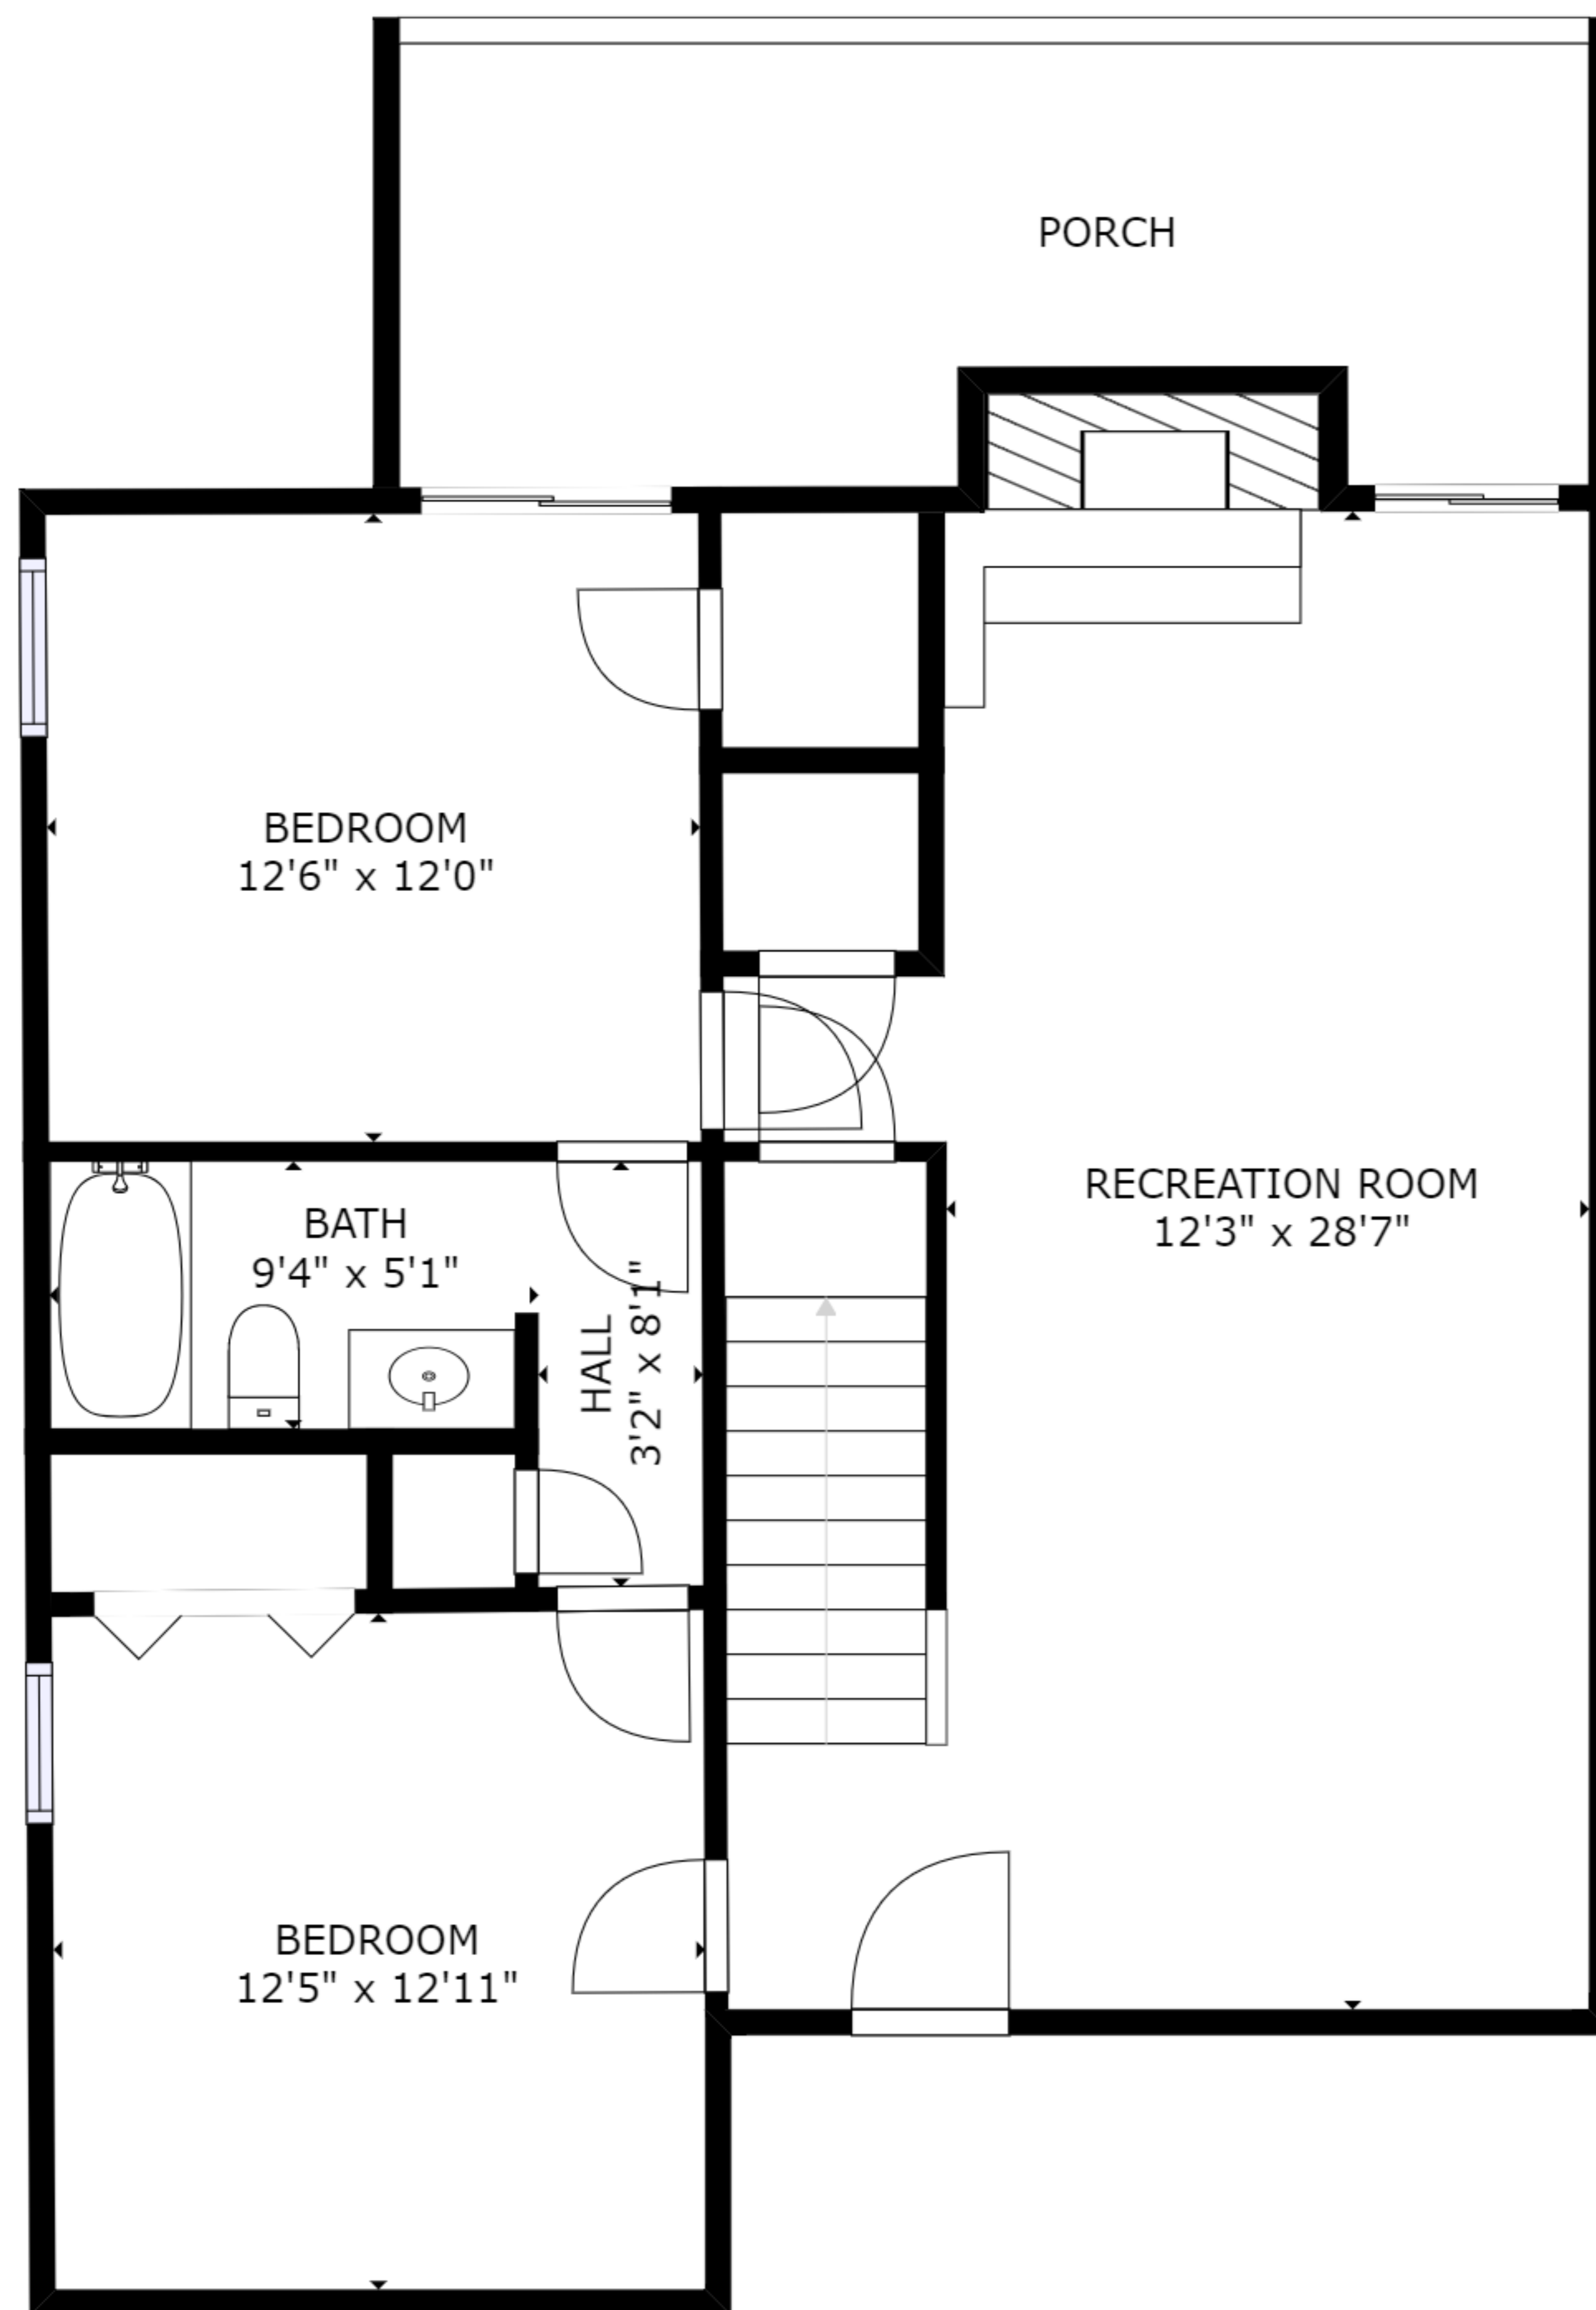 PORCH
BEDROOM
12'6" x 12'0"
RECREATION ROOM
12'3" x 28'7"
BATH
9'4" x 5'1"
HALL
3'2" x 8'1"
BEDROOM
12'5" x 12'11"